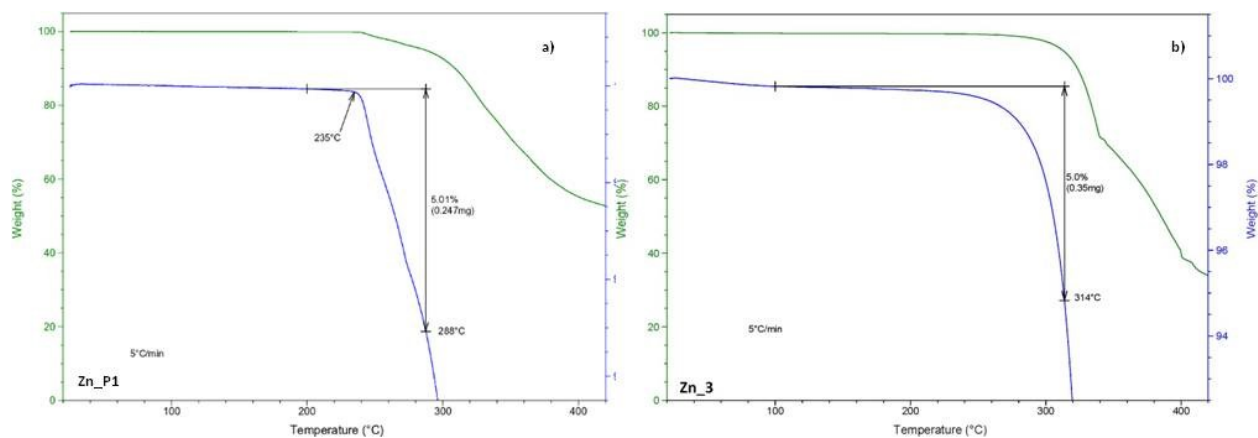 a)
100
80
60
40
20
0
Weight (%)
235°C
5.01%
(0.247mg)
288°C
5°C/min
Zn_P1
100
200
300
400
Temperature (°C)
b)
100
80
60
40
20
0
Weight (%)
5.0%
(0.35mg)
314°C
5°C/min
Zn_3
0
100
200
300
400
Temperature (°C)
100
98
96
94
Weight (%)